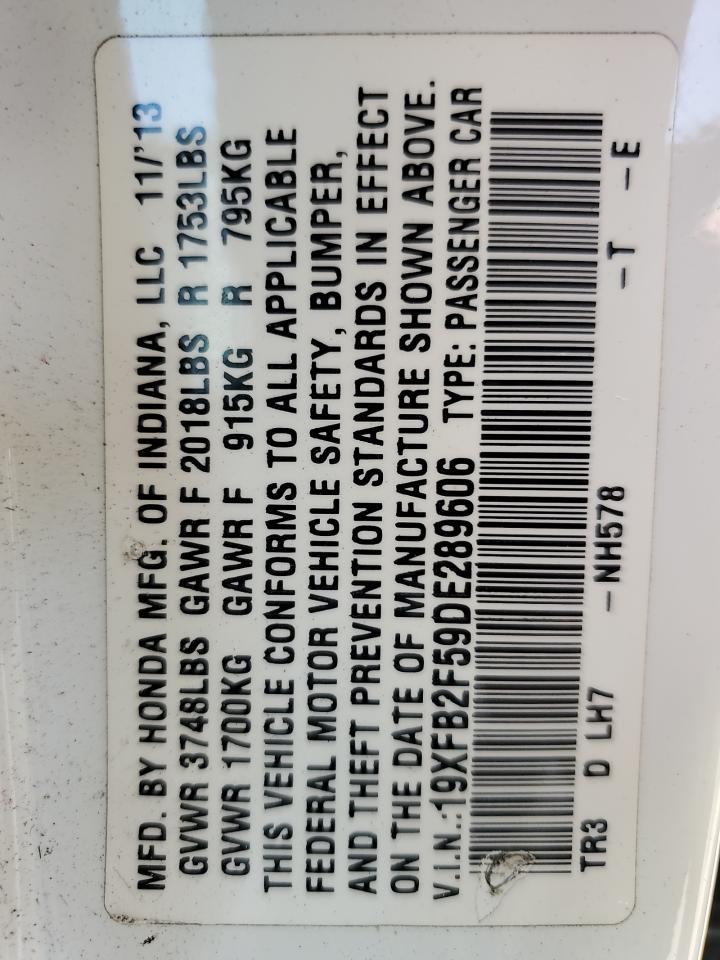 MFD. BY HONDA MFG. OF INDIANA, LLC 11/'13
GVWR 3748LBS GAWR F 2018LBS R 1753LBS
GVWR 1700KG GAWR F 915KG R 795KG
THIS VEHICLE CONFORMS TO ALL APPLICABLE
FEDERAL MOTOR VEHICLE SAFETY, BUMPER,
AND THEFT PREVENTION STANDARDS IN EFFECT
ON THE DATE OF MANUFACTURE SHOWN ABOVE.
V.I.N.:19XFB2F59DE289606 TYPE: PASSENGER CAR
TR3 D LH7 -NH578 -T -E